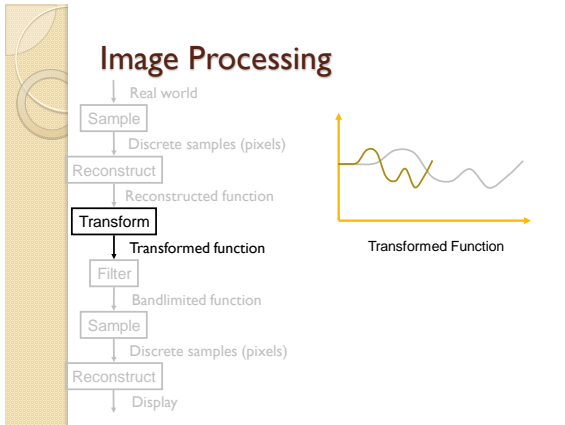 Image Processing
Real world
Sample
Discrete samples (pixels)
Reconstruct
Reconstructed function
Transform
Transformed function
Filter
Bandlimited function
Sample
Discrete samples (pixels)
Reconstruct
Display
Transformed Function